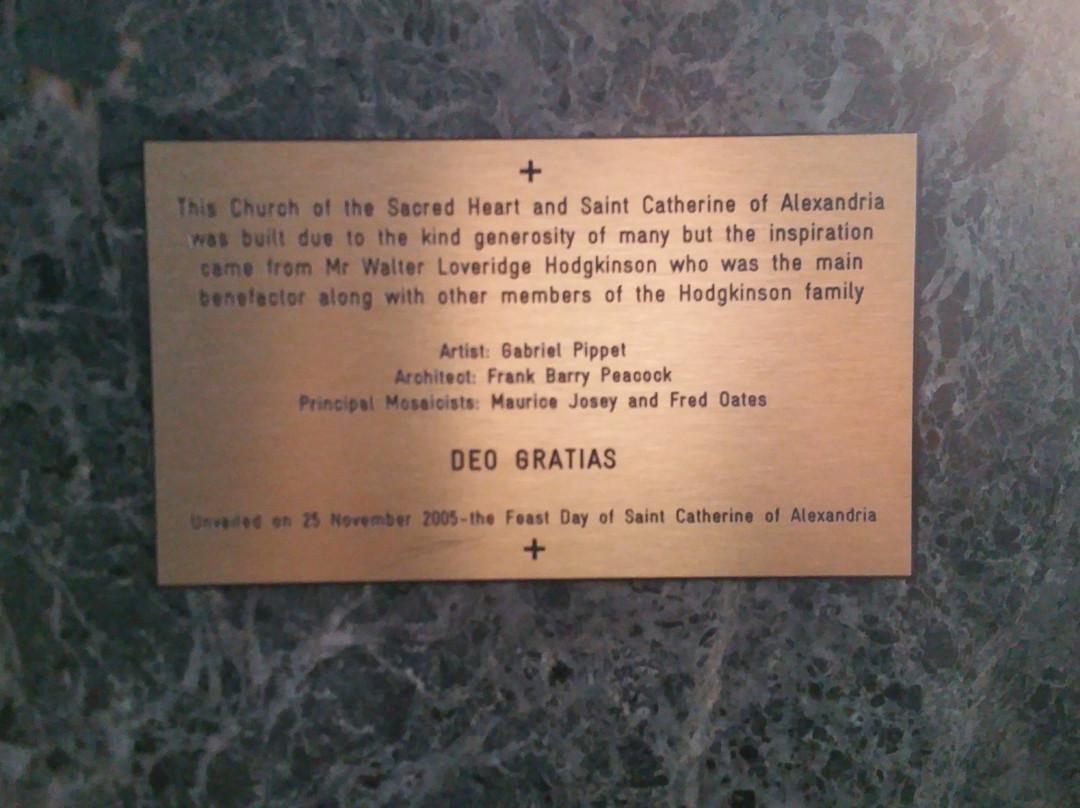 +
This Church of the Sacred Heart and Saint Catherine of Alexandria
was built due to the kind generosity of many but the inspiration
came from Mr Walter Loveridge Hodgkinson who was the main
benefactor along with other members of the Hodgkinson family
Artist: Gabriel Pippet
Architect: Frank Barry Peacock
Principal Mosaicists: Maurice Josey and Fred Oates
DEO GRATIAS
Unveiled on 25 November 2005-the Feast Day of Saint Catherine of Alexandria
+